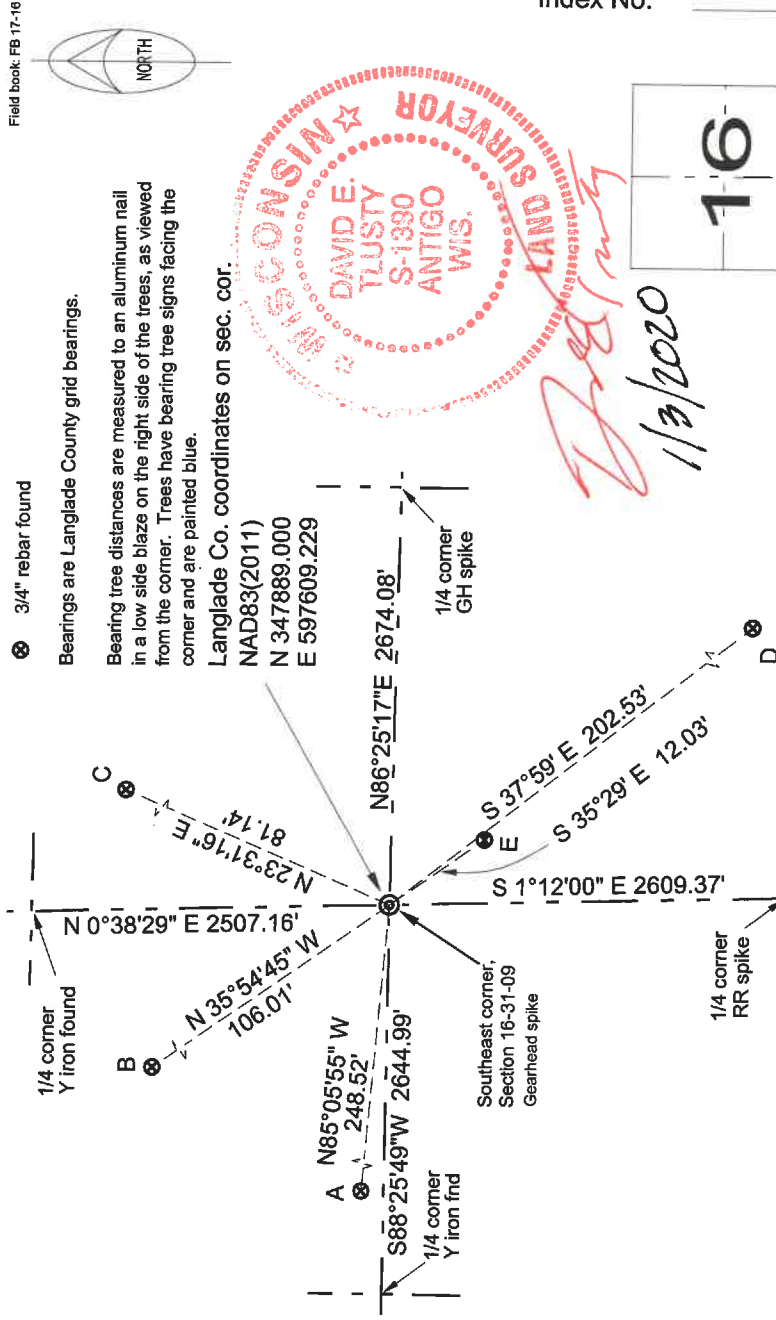 Field book: FB 17-16
NORTH
Index No.
⊗ 3/4" rebar found
Bearings are Langlade County grid bearings.
Bearing tree distances are measured to an aluminum nail
in a low side blaze on the right side of the trees, as viewed
from the corner. Trees have bearing tree signs facing the
corner and are painted blue.
Langlade Co. coordinates on sec. cor.
NAD83(2011)
N 347889.000
E 597609.229
WISCONSIN
DAVID E.
TLUSTY
S-1390
ANTIGO
WIS.
LAND SURVEYOR
1/3/2020
16
1/4 corner
Y iron found
N 0°38'29" E 2507.16'
B
N 35°54'45" W
106.01'
C
N 23°31'16" E
81.14'
A
N85°05'55" W
248.52'
S88°25'49"W 2644.99'
1/4 corner
Y iron fnd
N86°25'17"E 2674.08'
1/4 corner
GH spike
Southeast corner,
Section 16-31-09
Gearhead spike
E
S 37°59' E 202.53'
S 35°29' E 12.03'
D
S 1°12'00" E 2609.37'
1/4 corner
RR spike